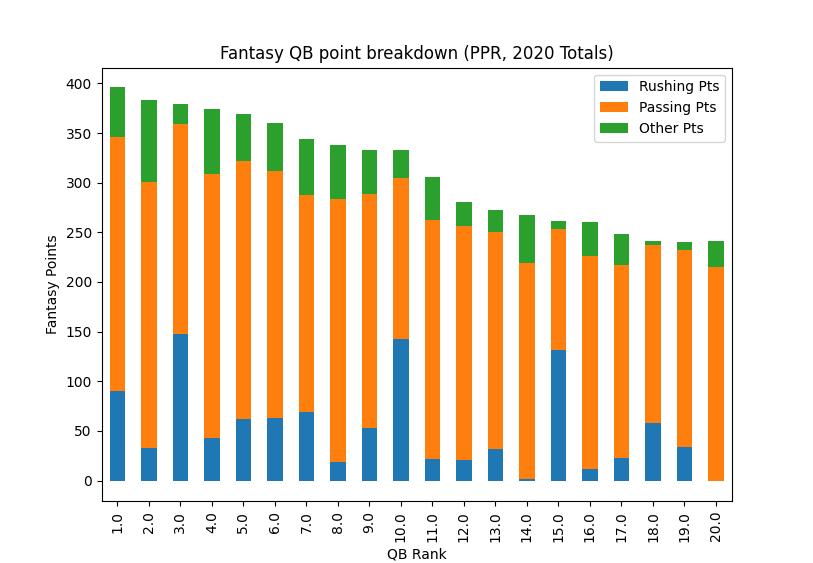 Fantasy QB point breakdown (PPR, 2020 Totals)
Rushing Pts
Passing Pts
Other Pts
Fantasy Points
400
350
300
250
200
150
100
50
0
1.0 2.0 3.0 4.0 5.0 6.0 7.0 8.0 9.0 10.0 11.0 12.0 13.0 14.0 15.0 16.0 17.0 18.0 19.0 20.0
QB Rank